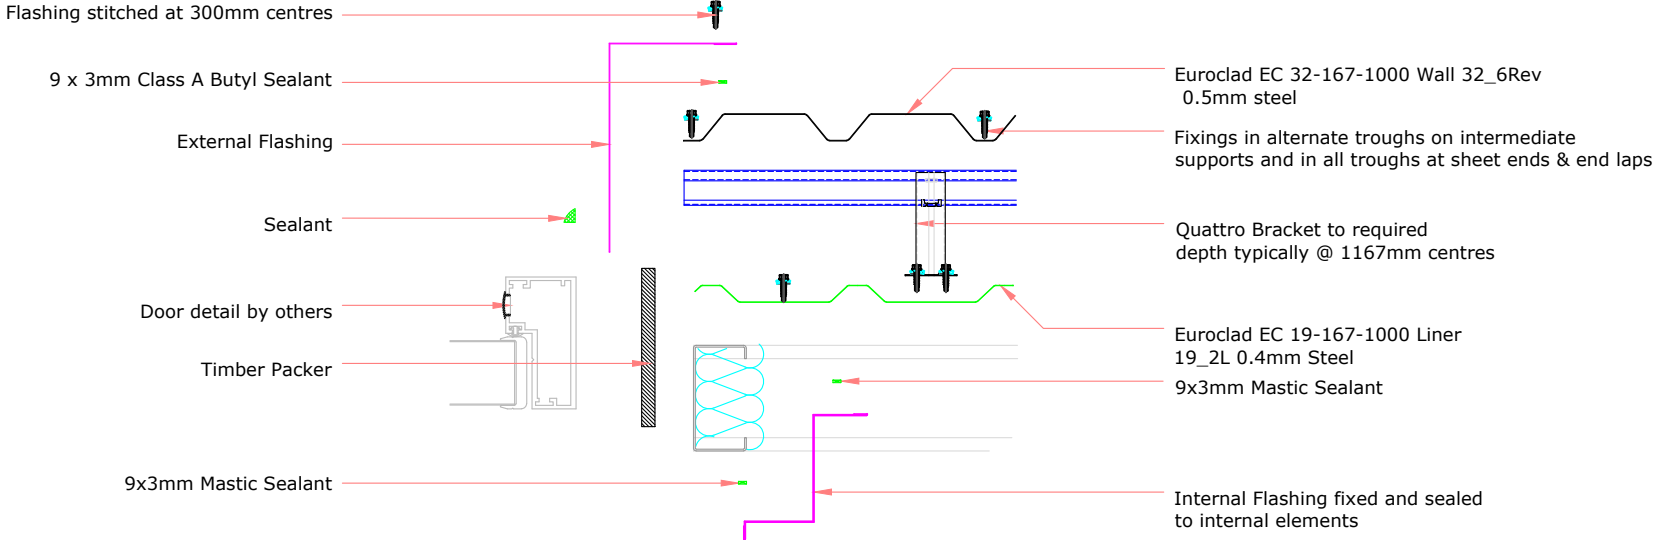 Flashing stitched at 300mm centres
9 x 3mm Class A Butyl Sealant
External Flashing
Sealant
Door detail by others
Timber Packer
9x3mm Mastic Sealant
Euroclad EC 32-167-1000 Wall 32_6Rev
0.5mm steel
Fixings in alternate troughs on intermediate
supports and in all troughs at sheet ends & end laps
Quattro Bracket to required
depth typically @ 1167mm centres
Euroclad EC 19-167-1000 Liner
19_2L 0.4mm Steel
9x3mm Mastic Sealant
Internal Flashing fixed and sealed
to internal elements